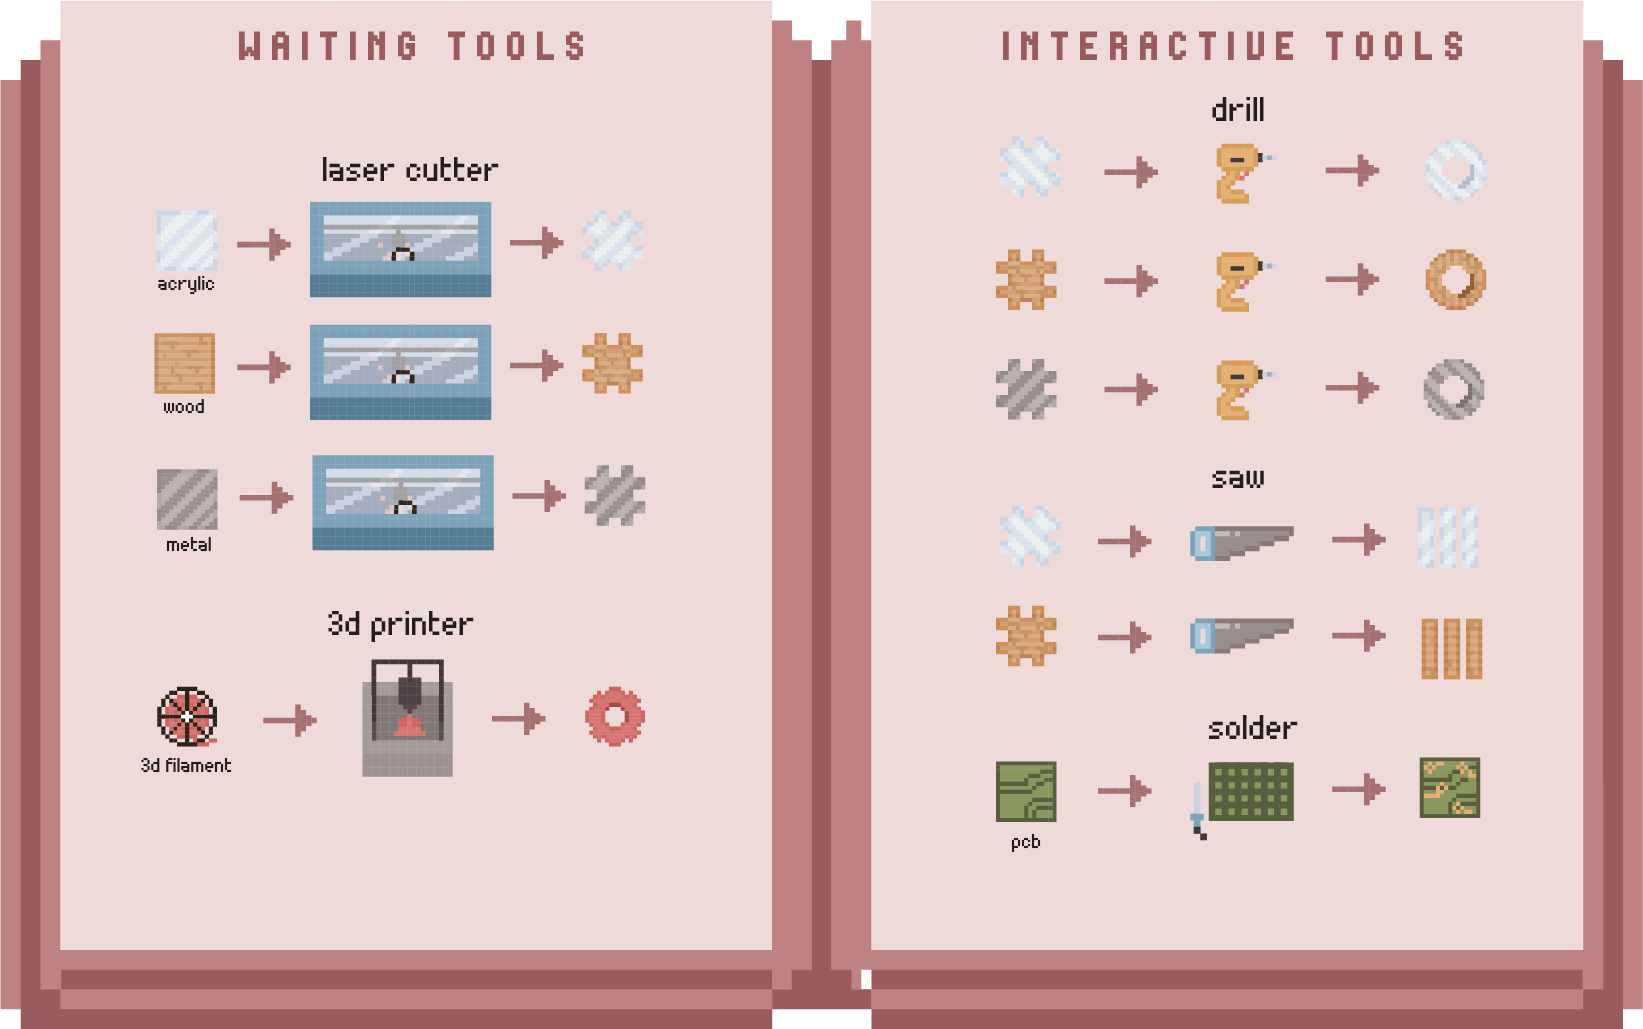 WAITING TOOLS
laser cutter
acrylic
wood
metal
3d printer
3d filament
INTERACTIVE TOOLS
drill
saw
solder
pcb